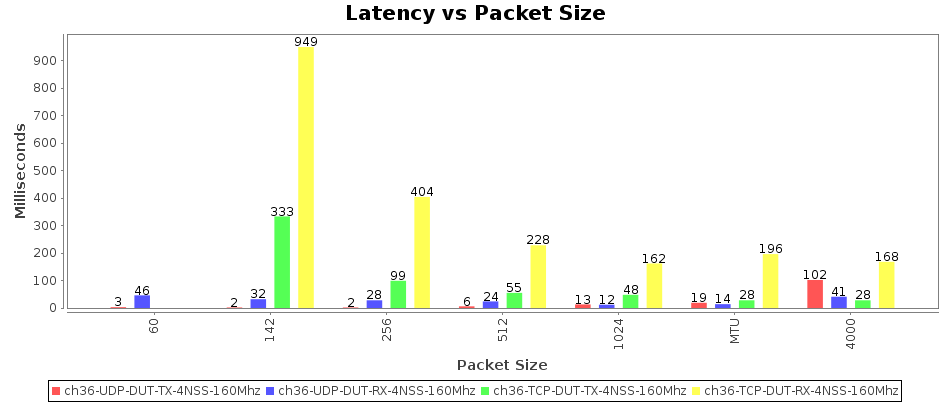 Latency vs Packet Size
Milliseconds
900
800
700
600
500
400
300
200
100
0
3 46
2 32 333 949
2 28 99 404
6 24 55 228
13 12 48 162
19 14 28 196
102 41 28 168
60 142 256 512 1024 MTU 4000
Packet Size
ch36-UDP-DUT-TX-4NSS-160Mhz ch36-UDP-DUT-RX-4NSS-160Mhz ch36-TCP-DUT-TX-4NSS-160Mhz ch36-TCP-DUT-RX-4NSS-160Mhz